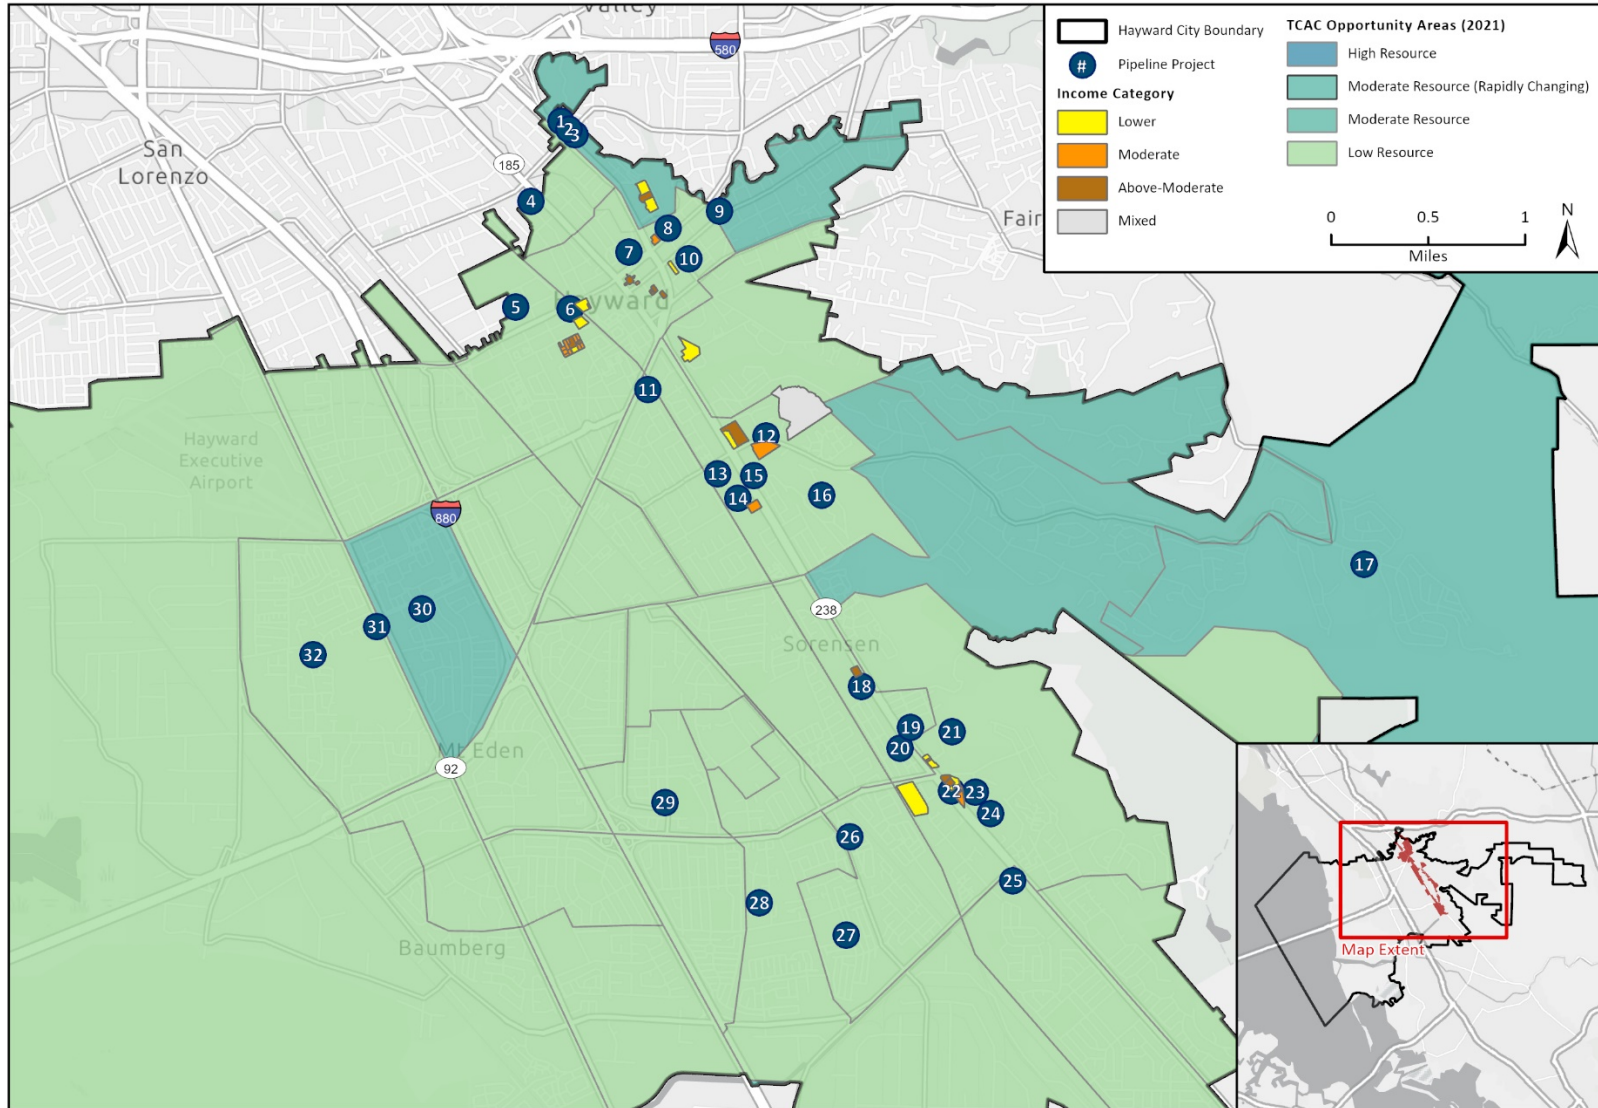 Valley
580
San
Lorenzo
185
1
2
3
4
9
8
7
10
Fair
5
6
Hayward
11
Hayward
Executive
Airport
12
13
15
14
16
880
17
30
31
32
238
Sorensen
18
19
21
20
Mt Eden
92
22
23
24
29
26
25
28
27
Baumberg
Hayward City Boundary
#
Pipeline Project
Income Category
Lower
Moderate
Above-Moderate
Mixed
TCAC Opportunity Areas (2021)
High Resource
Moderate Resource (Rapidly Changing)
Moderate Resource
Low Resource
0 0.5 1
Miles
N
Map Extent